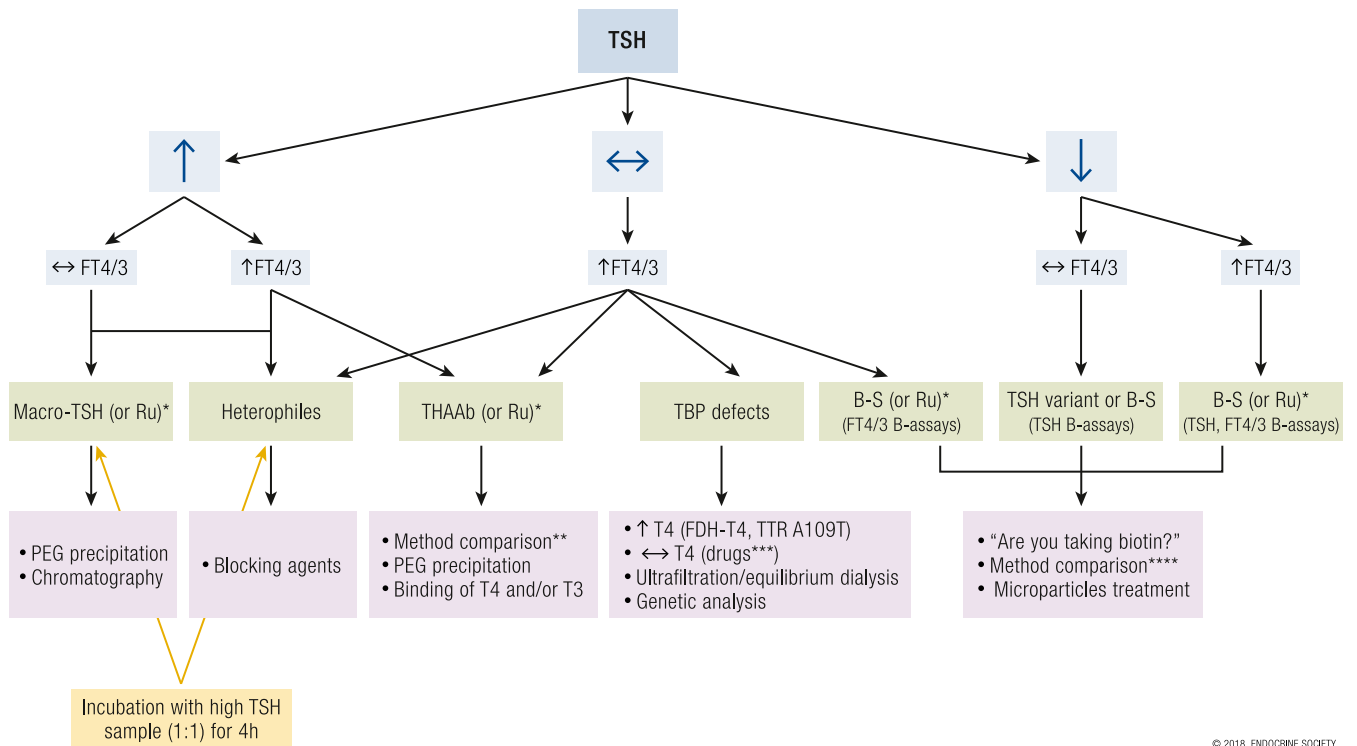 TSH
↑
↔
↓
↔ FT4/3
↑FT4/3
↑FT4/3
↔ FT4/3
↑FT4/3
Macro-TSH (or Ru)*
Heterophiles
THAAb (or Ru)*
TBP defects
B-S (or Ru)*
(FT4/3 B-assays)
TSH variant or B-S
(TSH B-assays)
B-S (or Ru)*
(TSH, FT4/3 B-assays)
• PEG precipitation
• Chromatography
• Blocking agents
• Method comparison**
• PEG precipitation
• Binding of T4 and/or T3
• ↑ T4 (FDH-T4, TTR A109T)
• ↔ T4 (drugs***)
• Ultrafiltration/equilibrium dialysis
• Genetic analysis
• “Are you taking biotin?”
• Method comparison****
• Microparticles treatment
Incubation with high TSH
sample (1:1) for 4h
© 2018 ENDOCRINE SOCIETY